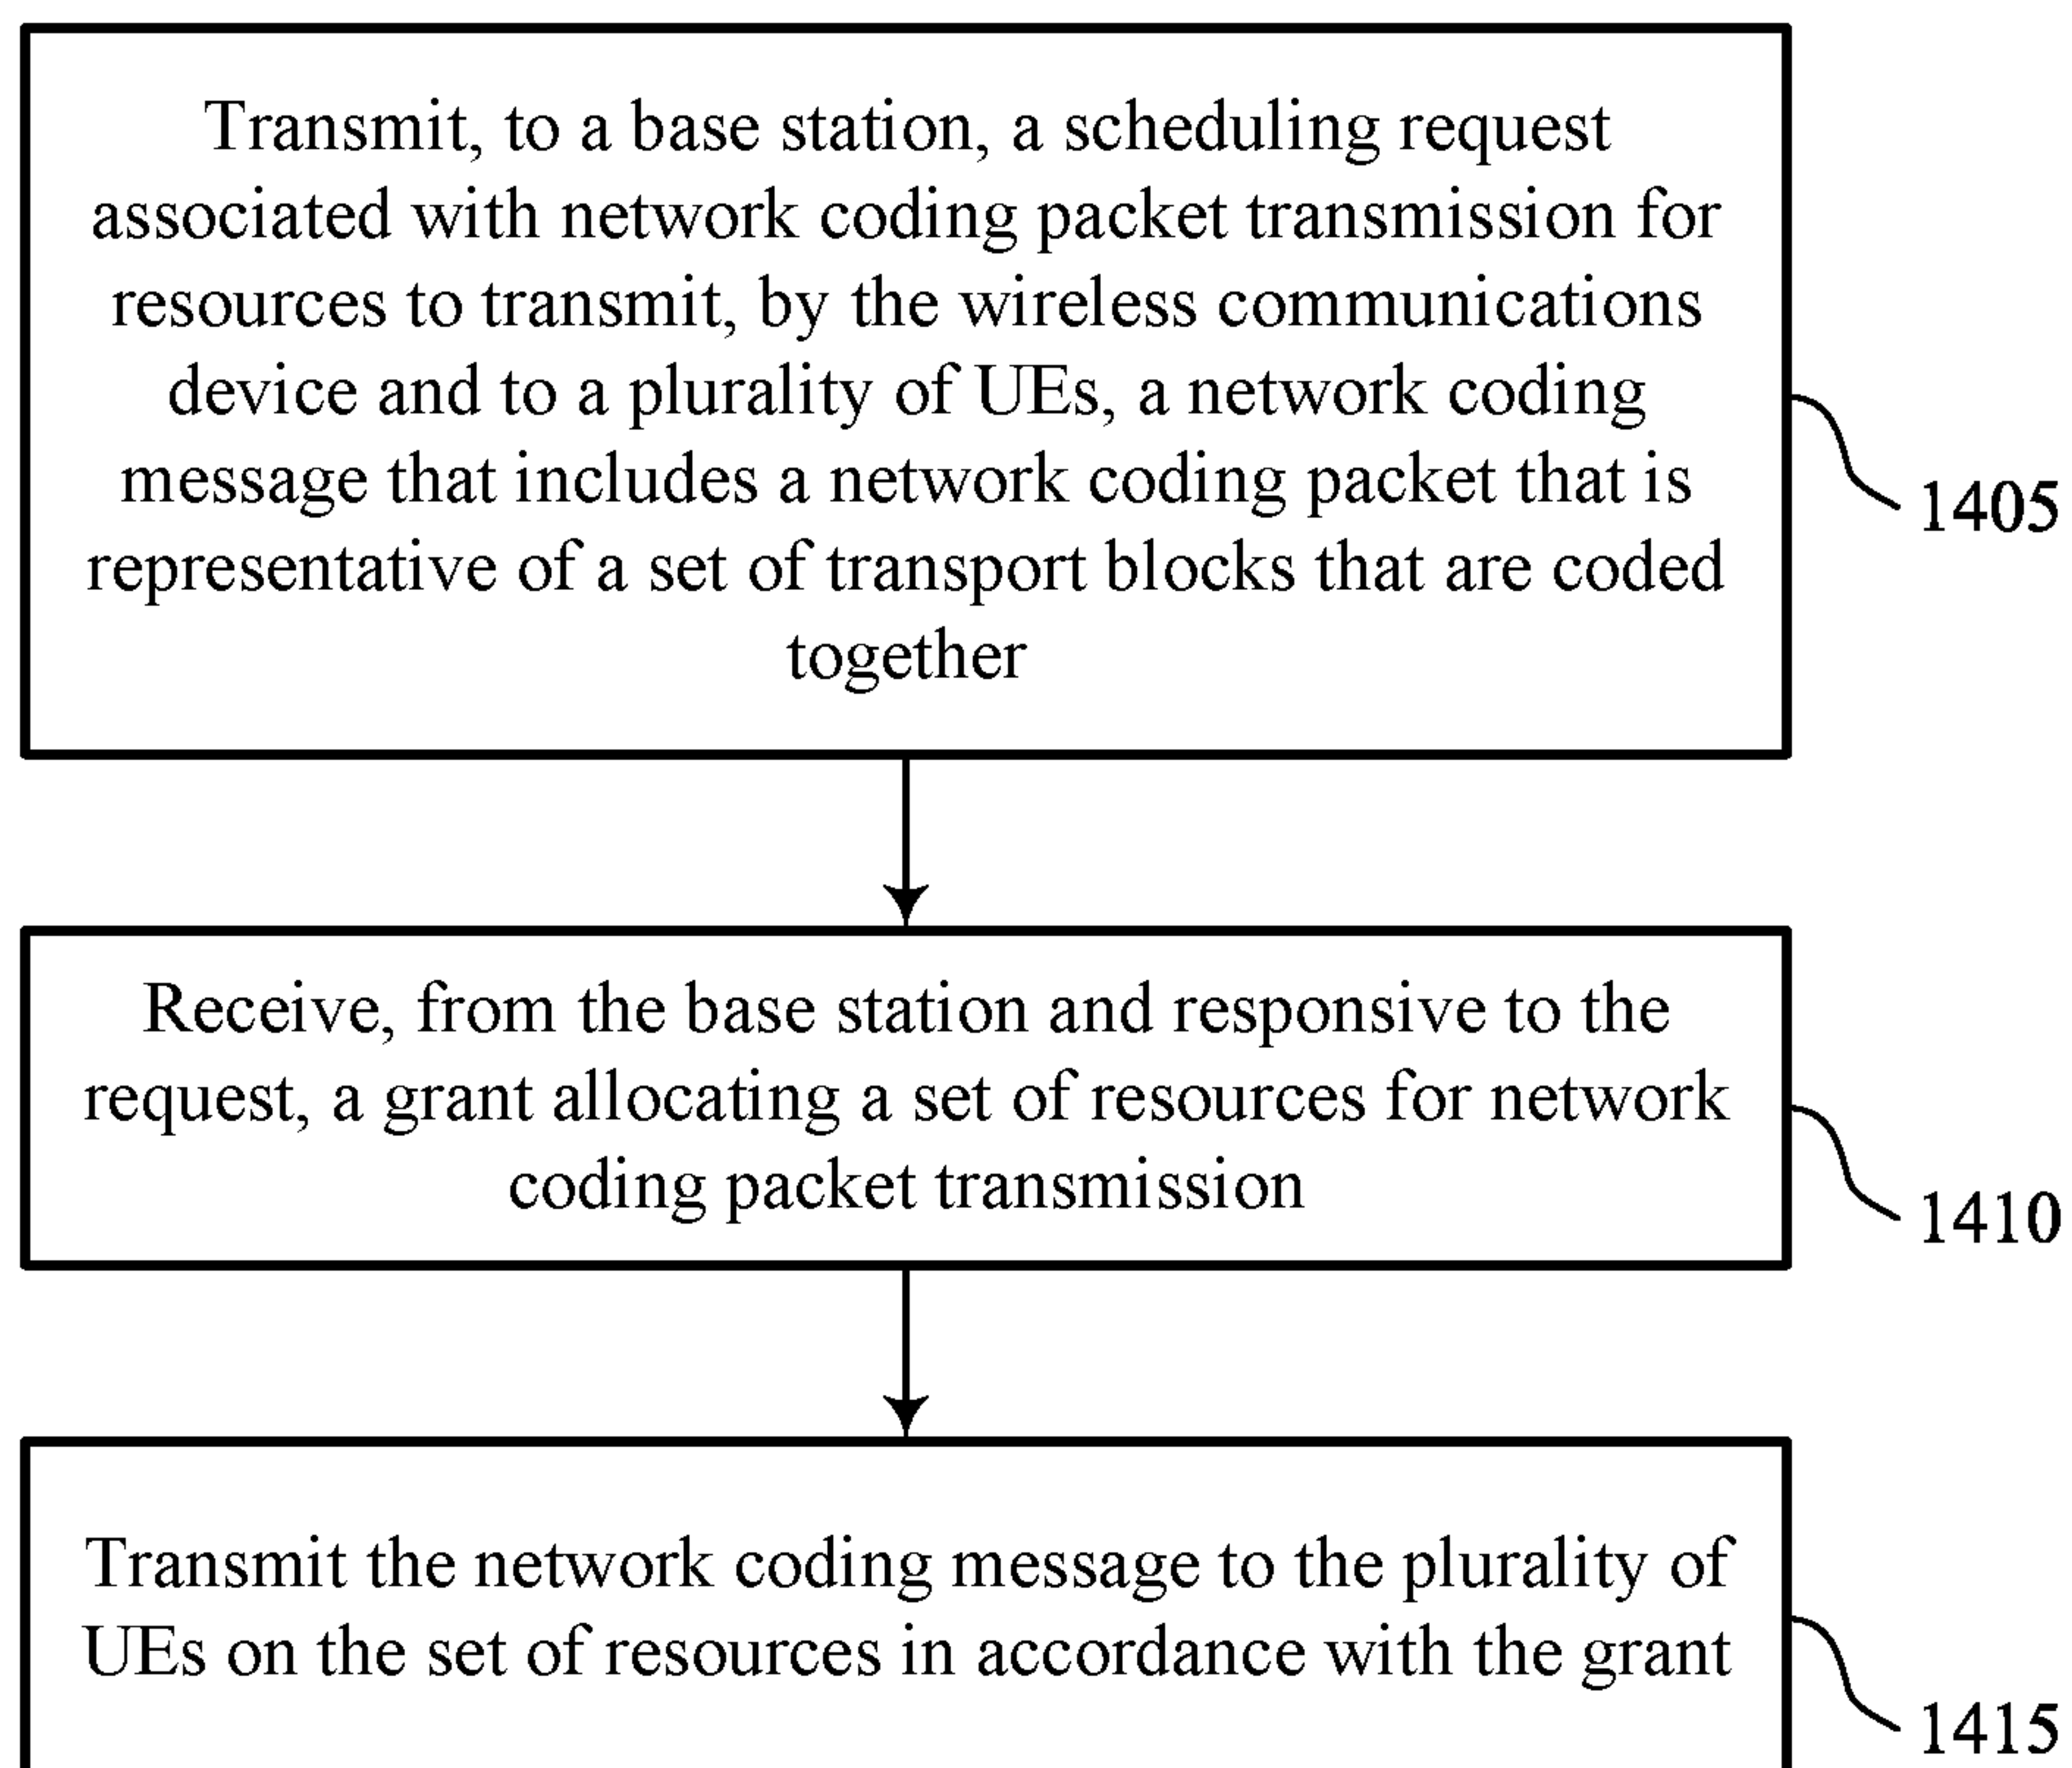 Transmit, to a base station, a scheduling request
associated with network coding packet transmission for
resources to transmit, by the wireless communications
device and to a plurality of UEs, a network coding
message that includes a network coding packet that is
representative of a set of transport blocks that are coded
together
1405
Receive, from the base station and responsive to the
request, a grant allocating a set of resources for network
coding packet transmission
1410
Transmit the network coding message to the plurality of
UEs on the set of resources in accordance with the grant
1415